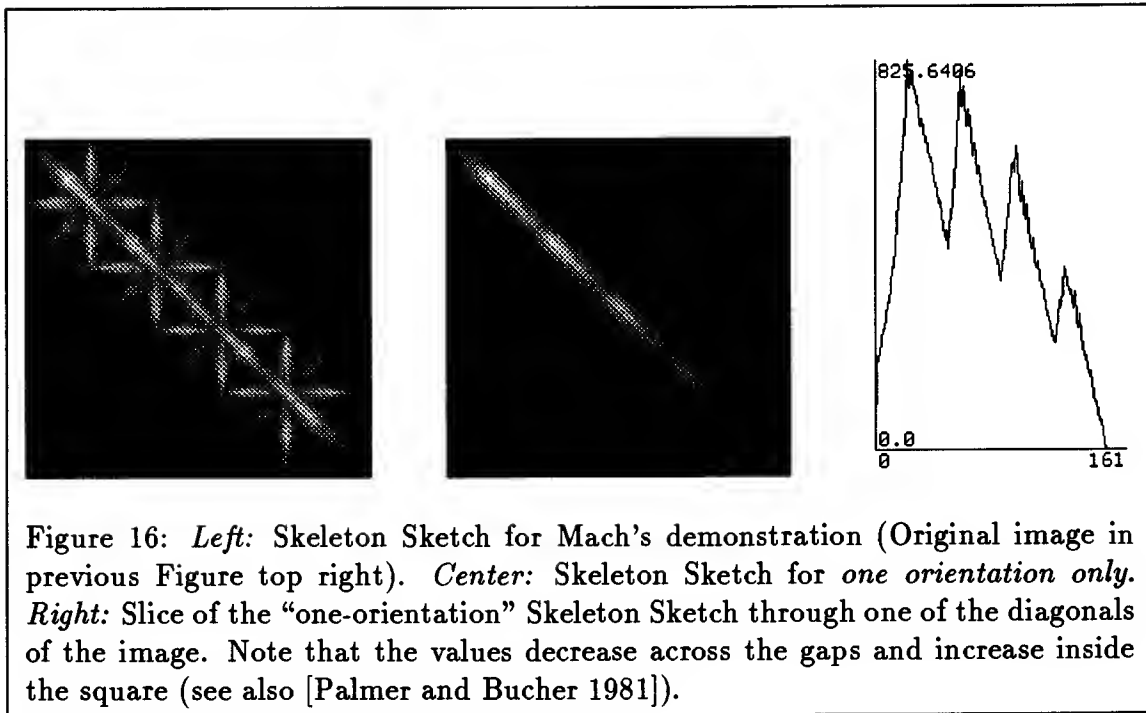 825.6406
0.0
0 161
Figure 16: Left: Skeleton Sketch for Mach's demonstration (Original image in
previous Figure top right). Center: Skeleton Sketch for one orientation only.
Right: Slice of the "one-orientation" Skeleton Sketch through one of the diagonals
of the image. Note that the values decrease across the gaps and increase inside
the square (see also [Palmer and Bucher 1981]).